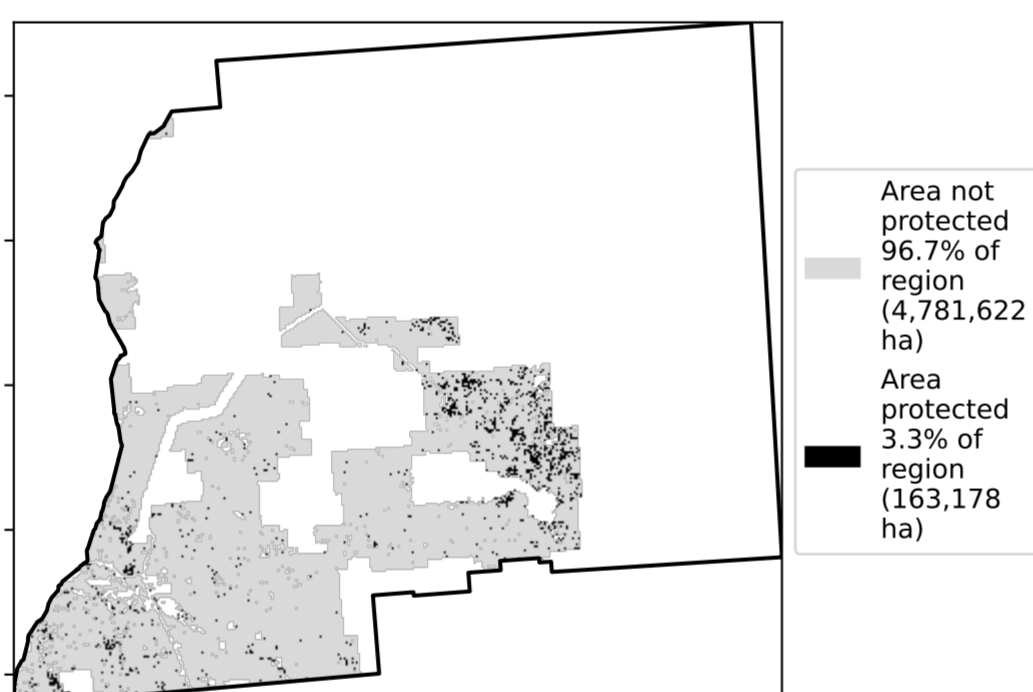 Area not
protected
96.7% of
region
(4,781,622
ha)
Area
protected
3.3% of
region
(163,178
ha)